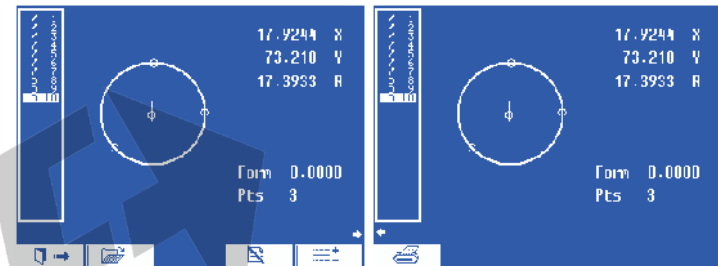 17.9244 X
73.210 Y
17.3933 R
Form 0.0000
Pts 3
17.9244 X
73.210 Y
17.3933 R
Form 0.0000
Pts 3